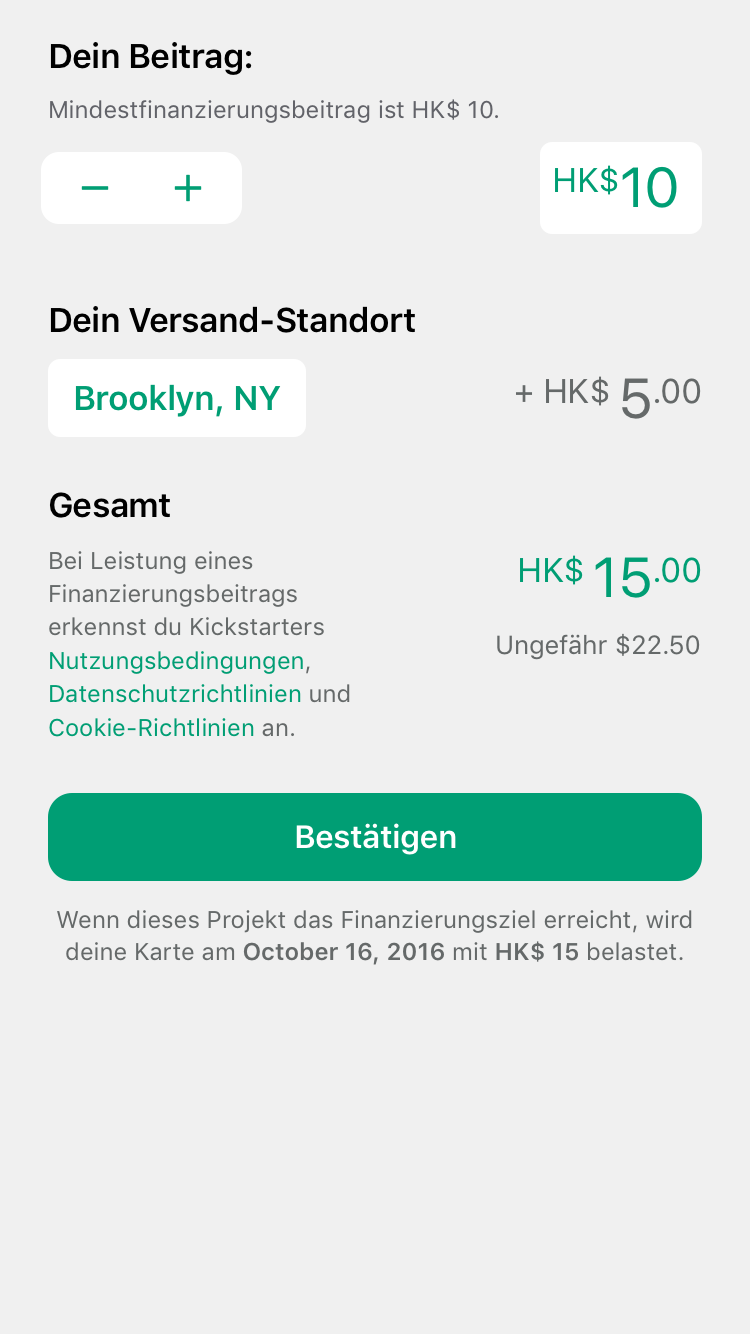 Dein Beitrag:
Mindestfinanzierungsbeitrag ist HK$ 10.
− +
HK$10
Dein Versand-Standort
Brooklyn, NY
+ HK$ 5.00
Gesamt
Bei Leistung eines
Finanzierungsbeitrags
erkennst du Kickstarters
Nutzungsbedingungen,
Datenschutzrichtlinien und
Cookie-Richtlinien an.
HK$ 15.00
Ungefähr $22.50
Bestätigen
Wenn dieses Projekt das Finanzierungsziel erreicht, wird
deine Karte am October 16, 2016 mit HK$ 15 belastet.